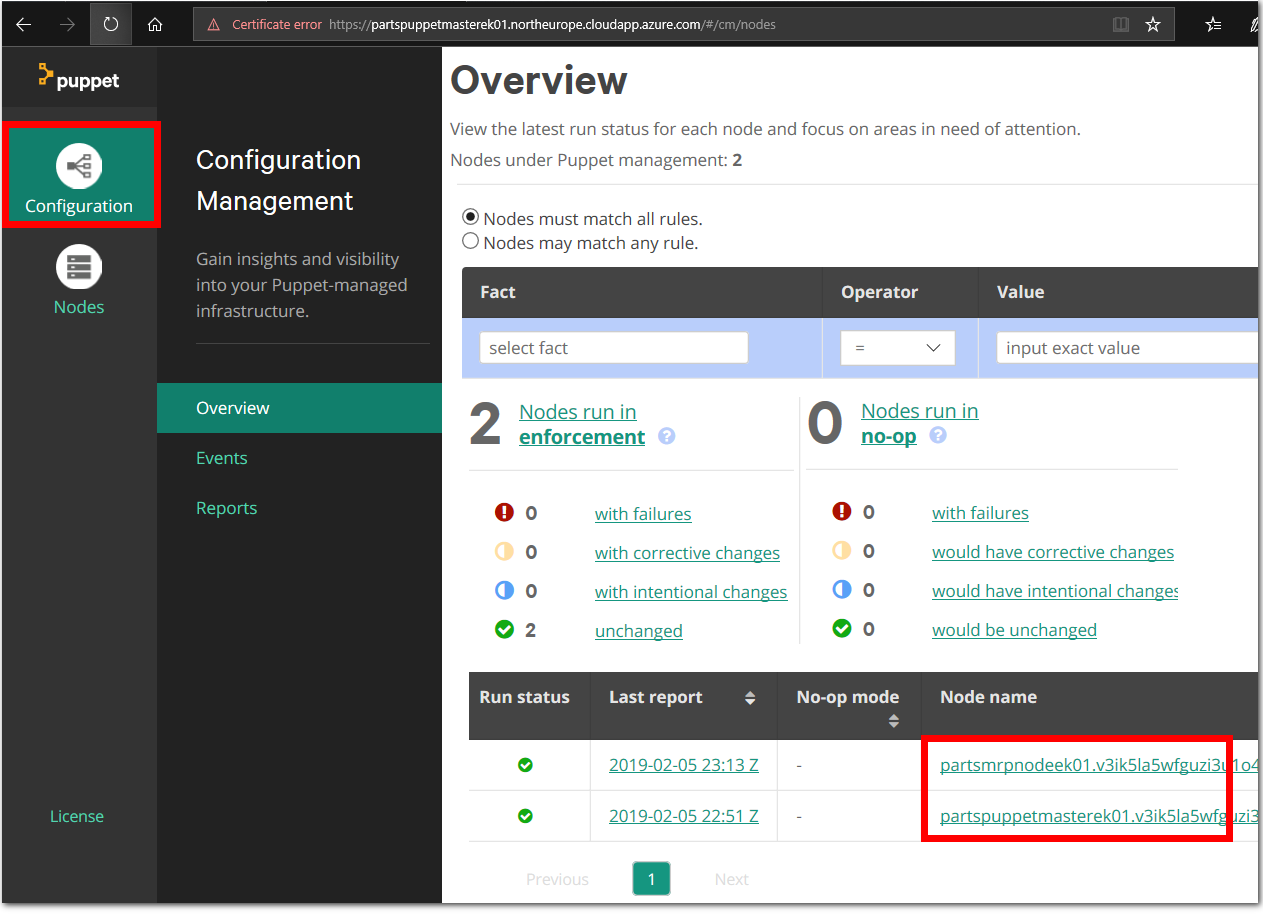 Certificate error https://partspuppetmasterek01.northeurope.cloudapp.azure.com/#/cm/nodes
puppet
Configuration
Nodes
License
Configuration
Management
Gain insights and visibility
into your Puppet-managed
infrastructure.
Overview
Events
Reports
Overview
View the latest run status for each node and focus on areas in need of attention.
Nodes under Puppet management: 2
Nodes must match all rules.
Nodes may match any rule.
Fact Operator Value
select fact = input exact value
2 Nodes run in
enforcement ?
0 with failures
0 with corrective changes
0 with intentional changes
2 unchanged
0 Nodes run in
no-op ?
0 with failures
0 would have corrective changes
0 would have intentional changes
0 would be unchanged
Run status Last report No-op mode Node name
2019-02-05 23:13 Z - partsmrpnodeek01.v3ik5la5wfguzi3u1o4
2019-02-05 22:51 Z - partspuppetmasterek01.v3ik5la5wfguzi3
Previous 1 Next